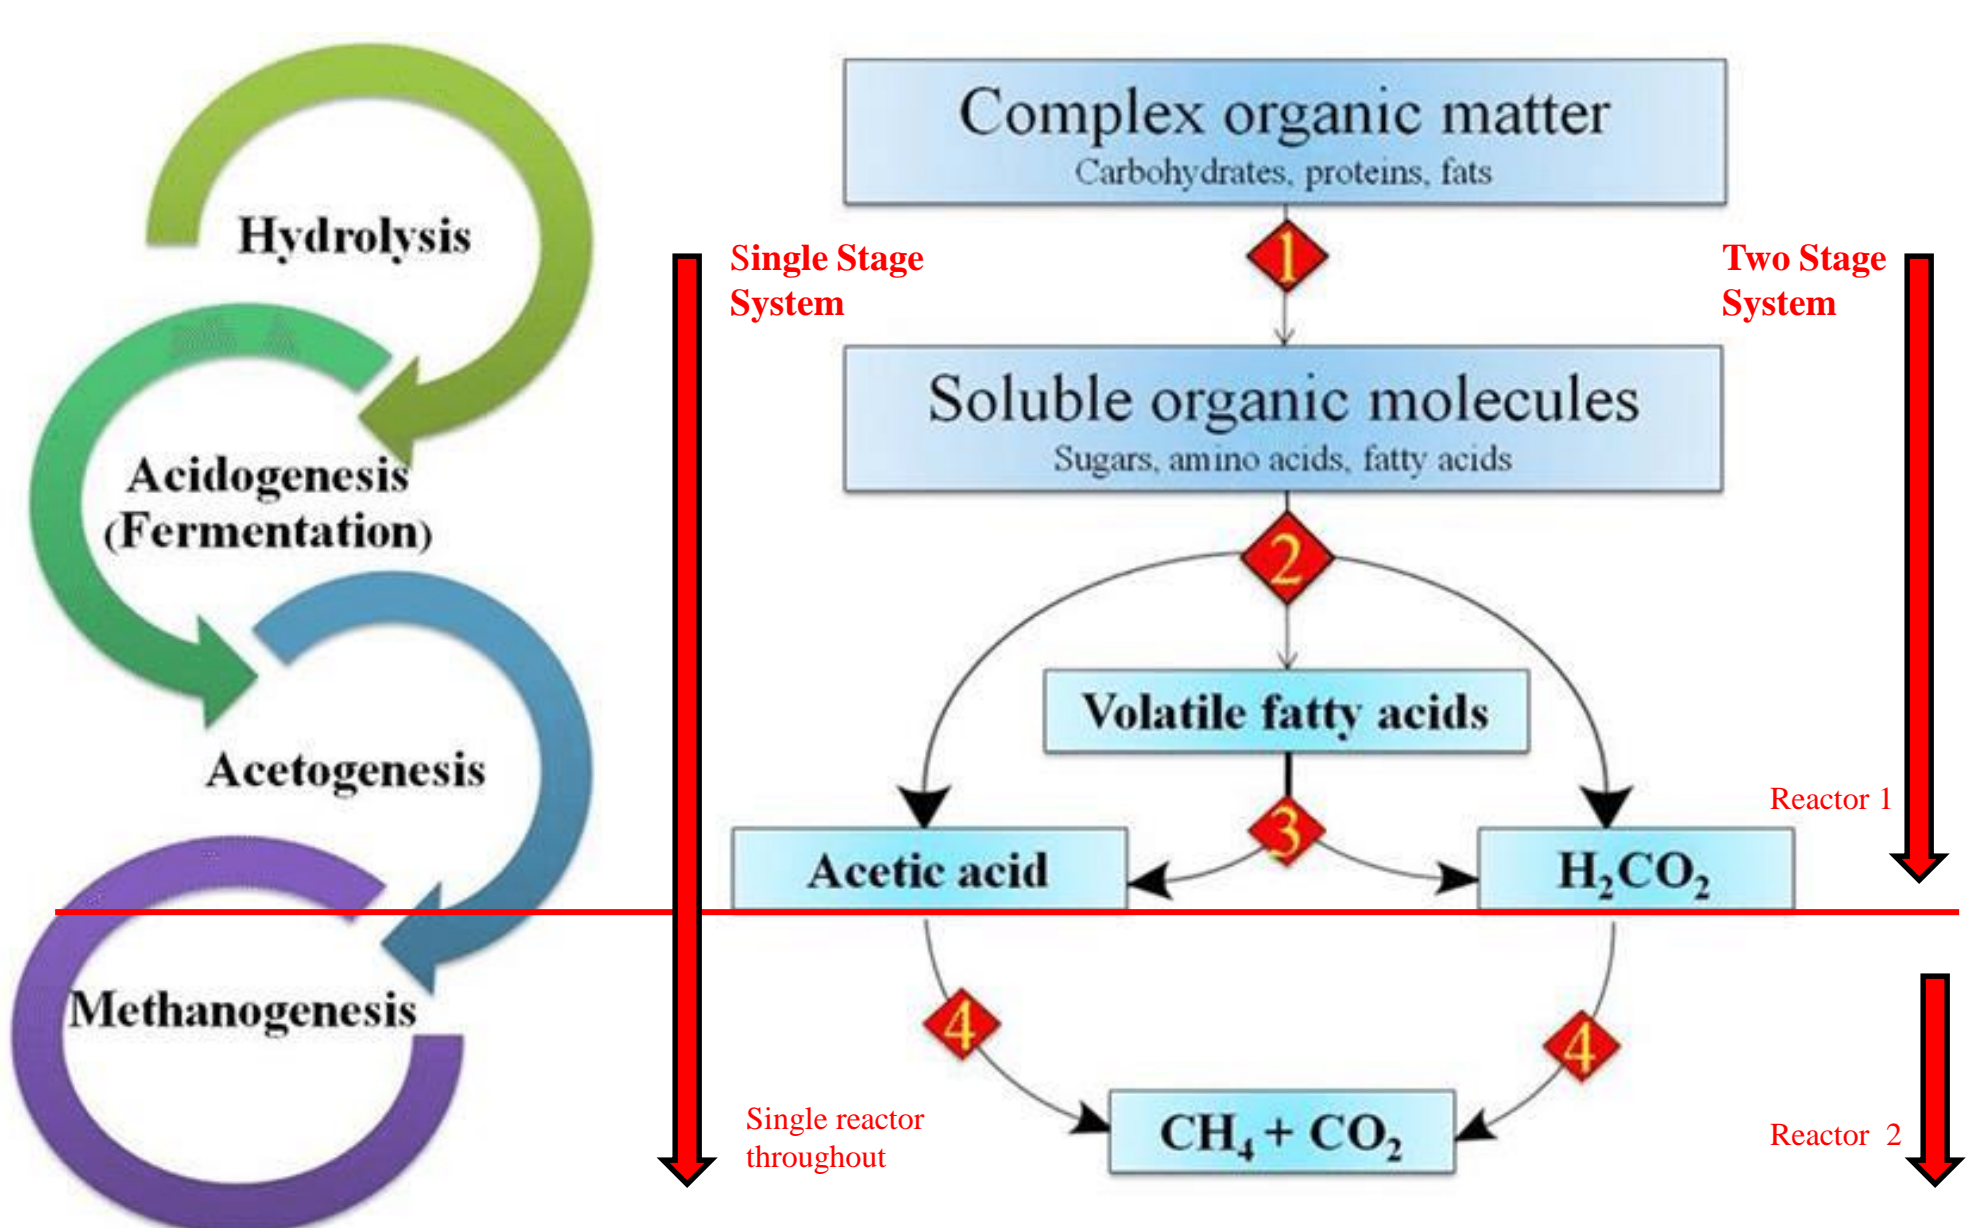 Hydrolysis
Acidogenesis
(Fermentation)
Acetogenesis
Methanogenesis
Single Stage
System
Single reactor
throughout
Complex organic matter
Carbohydrates, proteins, fats
1
Soluble organic molecules
Sugars, amino acids, fatty acids
2
Volatile fatty acids
3
Acetic acid
H₂CO₂
4
4
CH₄ + CO₂
Two Stage
System
Reactor 1
Reactor 2